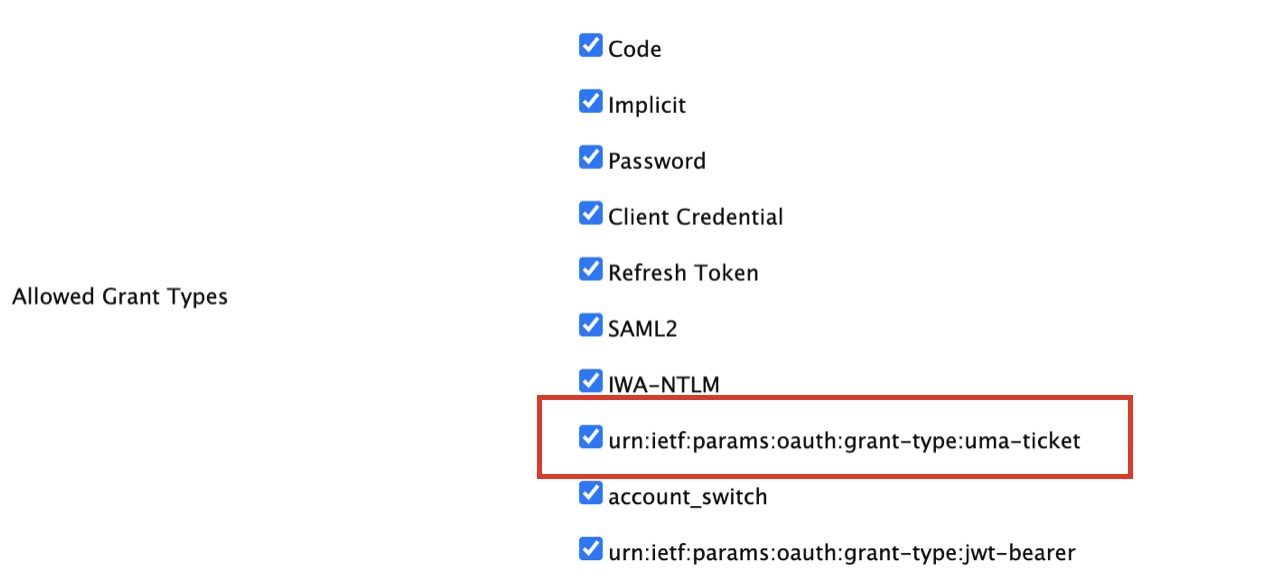 Code
Implicit
Password
Client Credential
Refresh Token
Allowed Grant Types
SAML2
IWA-NTLM
urn:ietf:params:oauth:grant-type:uma-ticket
account_switch
urn:ietf:params:oauth:grant-type:jwt-bearer